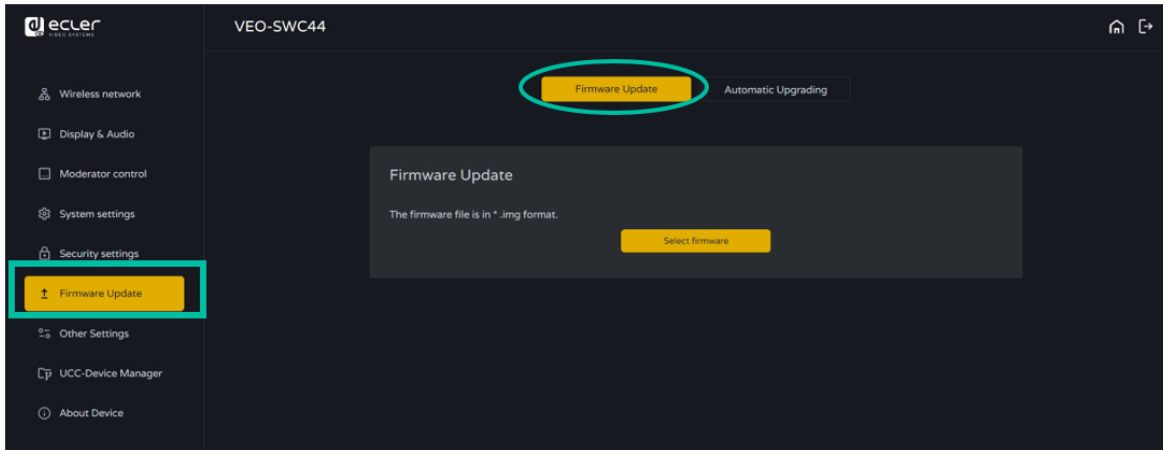 ecler
VIDEO SYSTEMS
VEO-SWC44
Wireless network
Display & Audio
Moderator control
System settings
Security settings
Firmware Update
Other Settings
UCC-Device Manager
About Device
Firmware Update
Automatic Upgrading
Firmware Update
The firmware file is in * .img format.
Select firmware